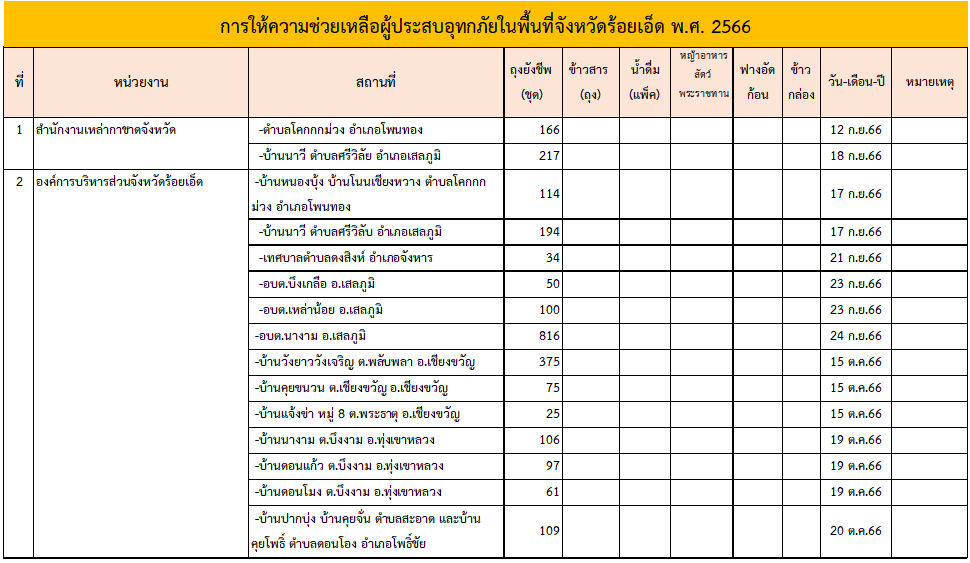 การให้ความช่วยเหลือผู้ประสบอุทกภัยในพื้นที่จังหวัดร้อยเอ็ด พ.ศ. 2566
ที่ หน่วยงาน สถานที่ ถุงยังชีพ (ชุด) ข้าวสาร (ถุง) น้ำดื่ม (แพ็ค) หญ้าอาหารสัตว์พระราชทาน ฟางอัดก้อน ข้าวกล่อง วัน-เดือน-ปี หมายเหตุ
1 สำนักงานเหล่ากาชาดจังหวัด -ตำบลโคกกกม่วง อำเภอโพนทอง 166 12 ก.ย.66
-บ้านนาวี ตำบลศรีวิลัย อำเภอเสลภูมิ 217 18 ก.ย.66
2 องค์การบริหารส่วนจังหวัดร้อยเอ็ด -บ้านหนองบุ้ง บ้านโนนเชียงหวาง ตำบลโคกกก
ม่วง อำเภอโพนทอง 114 17 ก.ย.66
-บ้านนาวี ตำบลศรีวิลับ อำเภอเสลภูมิ 194 17 ก.ย.66
-เทศบาลตำบลดงสิงห์ อำเภอจังหาร 34 21 ก.ย.66
-อบต.บึงเกลือ อ.เสลภูมิ 50 23 ก.ย.66
-อบต.เหล่าน้อย อ.เสลภูมิ 100 23 ก.ย.66
-อบต.นางาม อ.เสลภูมิ 816 24 ก.ย.66
-บ้านวังยาววังเจริญ ต.พลับพลา อ.เชียงขวัญ 375 15 ต.ค.66
-บ้านคุยขนวน ต.เชียงขวัญ อ.เชียงขวัญ 75 15 ต.ค.66
-บ้านแจ้งข่า หมู่ 8 ต.พระธาตุ อ.เชียงขวัญ 25 15 ต.ค.66
-บ้านนางาม ต.บึงงาม อ.ทุ่งเขาหลวง 106 19 ต.ค.66
-บ้านดอนแก้ว ต.บึงงาม อ.ทุ่งเขาหลวง 97 19 ต.ค.66
-บ้านดอนโมง ต.บึงงาม อ.ทุ่งเขาหลวง 61 19 ต.ค.66
-บ้านปากบุ่ง บ้านคุยจั่น ตำบลสะอาด และบ้าน
คุยโพธิ์ ตำบลดอนโอง อำเภอโพธิ์ชัย 109 20 ต.ค.66